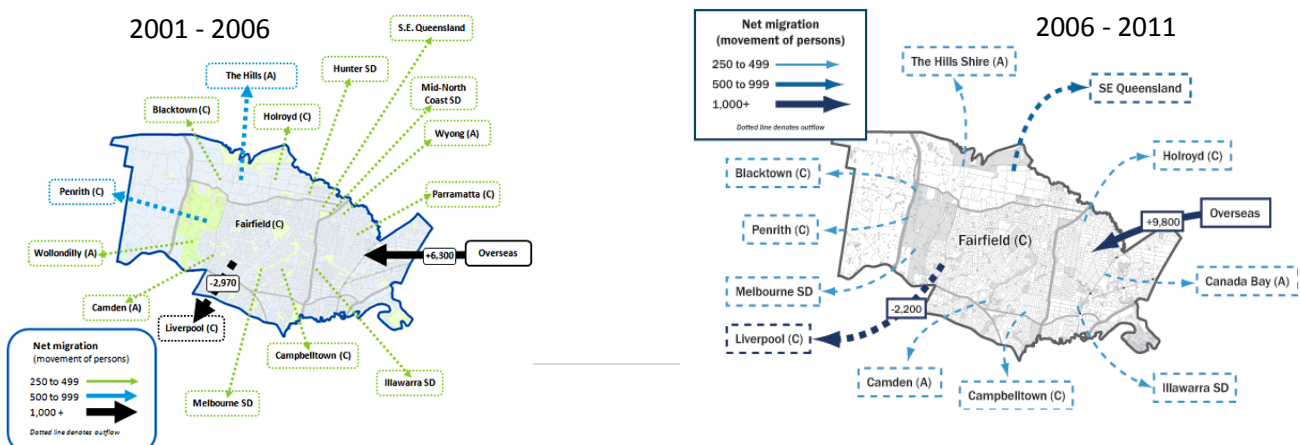 2001 - 2006
S.E. Queensland
The Hills (A)
Hunter SD
Mid-North
Coast SD
Blacktown (C)
Holroyd (C)
Wyong (A)
Penrith (C)
Parramatta (C)
Fairfield (C)
Wollondilly (A)
+6,300
Overseas
-2,970
Camden (A)
Liverpool (C)
Campbelltown (C)
Illawarra SD
Melbourne SD
Net migration
(movement of persons)
250 to 499
500 to 999
1,000 +
Dotted line denotes outflow
2006 - 2011
Net migration
(movement of persons)
250 to 499
500 to 999
1,000+
Dotted line denotes outflow
The Hills Shire (A)
SE Queensland
Holroyd (C)
Blacktown (C)
Overseas
+9,800
Penrith (C)
Fairfield (C)
Canada Bay (A)
Melbourne SD
-2,200
Liverpool (C)
Camden (A)
Campbelltown (C)
Illawarra SD